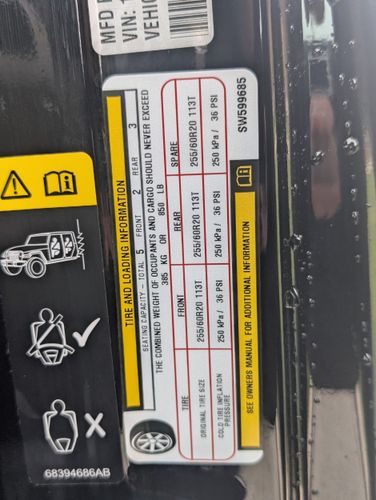 MFD
VIN: 1
VEHIC
TIRE AND LOADING INFORMATION
SEATING CAPACITY - TOTAL 5 FRONT 2 REAR 3
THE COMBINED WEIGHT OF OCCUPANTS AND CARGO SHOULD NEVER EXCEED
385 KG OR 850 LB
TIRE FRONT REAR SPARE
ORIGINAL TIRE SIZE 255/60R20 113T 255/60R20 113T 255/60R20 113T
COLD TIRE INFLATION PRESSURE 250 kPa / 36 PSI 250 kPa / 36 PSI 250 kPa / 36 PSI
SEE OWNERS MANUAL FOR ADDITIONAL INFORMATION
SW599685
68394686AB